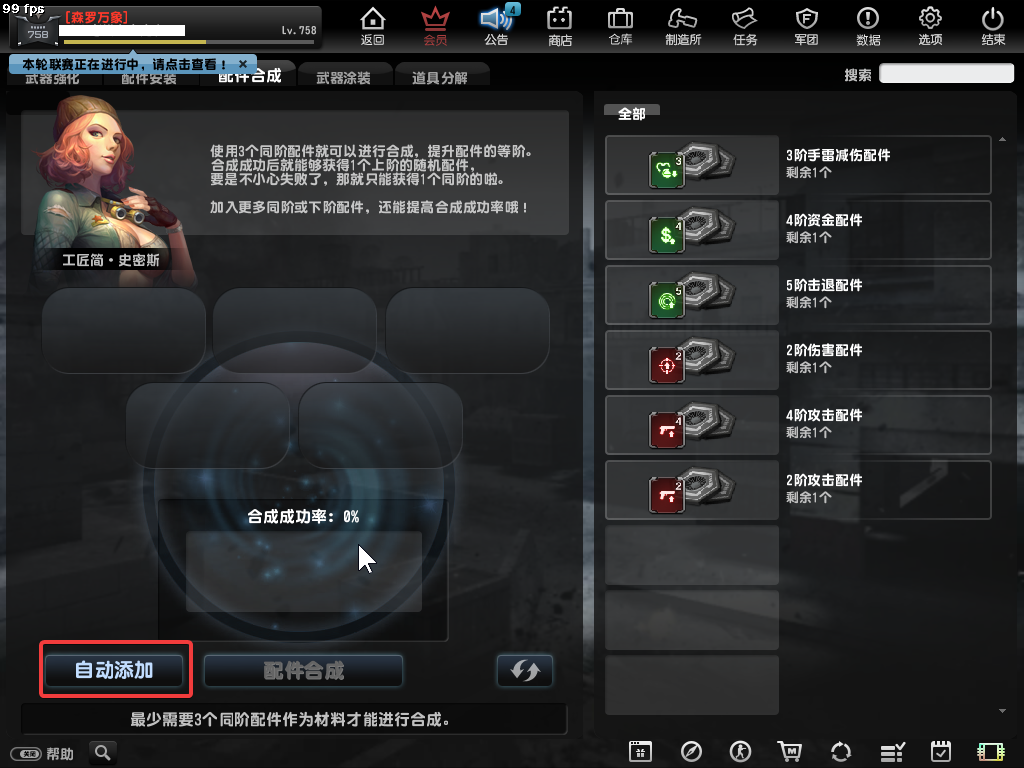 99 fps
[森罗万象]
758
Lv. 758
返回
会员
4
公告
商店
仓库
制造所
任务
军团
数据
选项
结束
本轮联赛正在进行中，请点击查看！ ×
武器强化
配件安装
配件合成
武器涂装
道具分解
搜索
使用3个同阶配件就可以进行合成，提升配件的等阶。
合成成功后就能够获得1个上阶的随机配件，
要是不小心失败了，那就只能获得1个同阶的啦。
加入更多同阶或下阶配件，还能提高合成成功率哦！
工匠简·史密斯
合成成功率：0%
自动添加
配件合成
最少需要3个同阶配件作为材料才能进行合成。
全部
3
3阶手雷减伤配件
剩余1个
4
4阶资金配件
剩余1个
5
5阶击退配件
剩余1个
2
2阶伤害配件
剩余1个
4
4阶攻击配件
剩余1个
2
2阶攻击配件
剩余1个
帮助